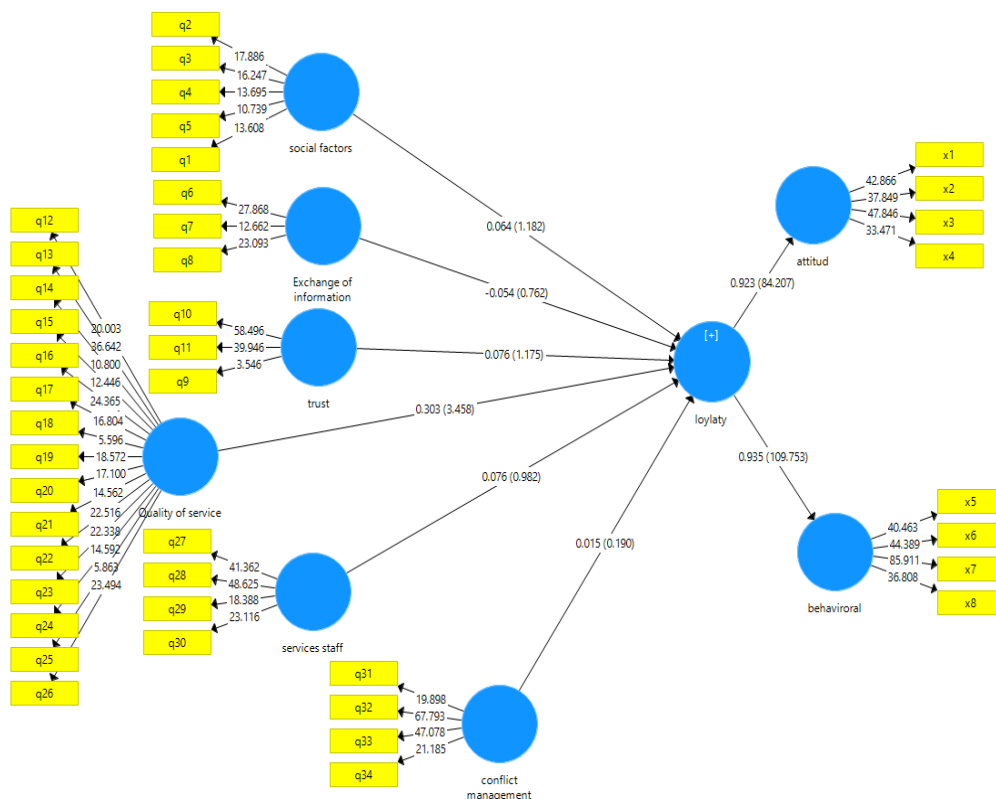 q2
q3
q4
q5
q1
17.886
16.247
13.695
10.739
13.608
social factors
q6
q7
q8
27.868
12.662
23.093
Exchange of
information
q10
q11
q9
58.496
39.946
3.546
trust
q12
q13
q14
q15
q16
q17
q18
q19
q20
q21
q22
q23
q24
q25
q26
20.003
36.642
10.800
12.446
24.365
16.804
5.596
18.572
17.100
14.562
22.516
22.338
14.592
5.863
23.494
Quality of service
q27
q28
q29
q30
41.362
48.625
18.388
23.116
services staff
q31
q32
q33
q34
19.898
67.793
47.078
21.185
conflict
management
0.064 (1.182)
-0.054 (0.762)
0.076 (1.175)
0.303 (3.458)
0.076 (0.982)
0.015 (0.190)
[+]
loylaty
0.923 (84.207)
0.935 (109.753)
attitud
42.866
37.849
47.846
33.471
x1
x2
x3
x4
behaviroral
40.463
44.389
85.911
36.808
x5
x6
x7
x8